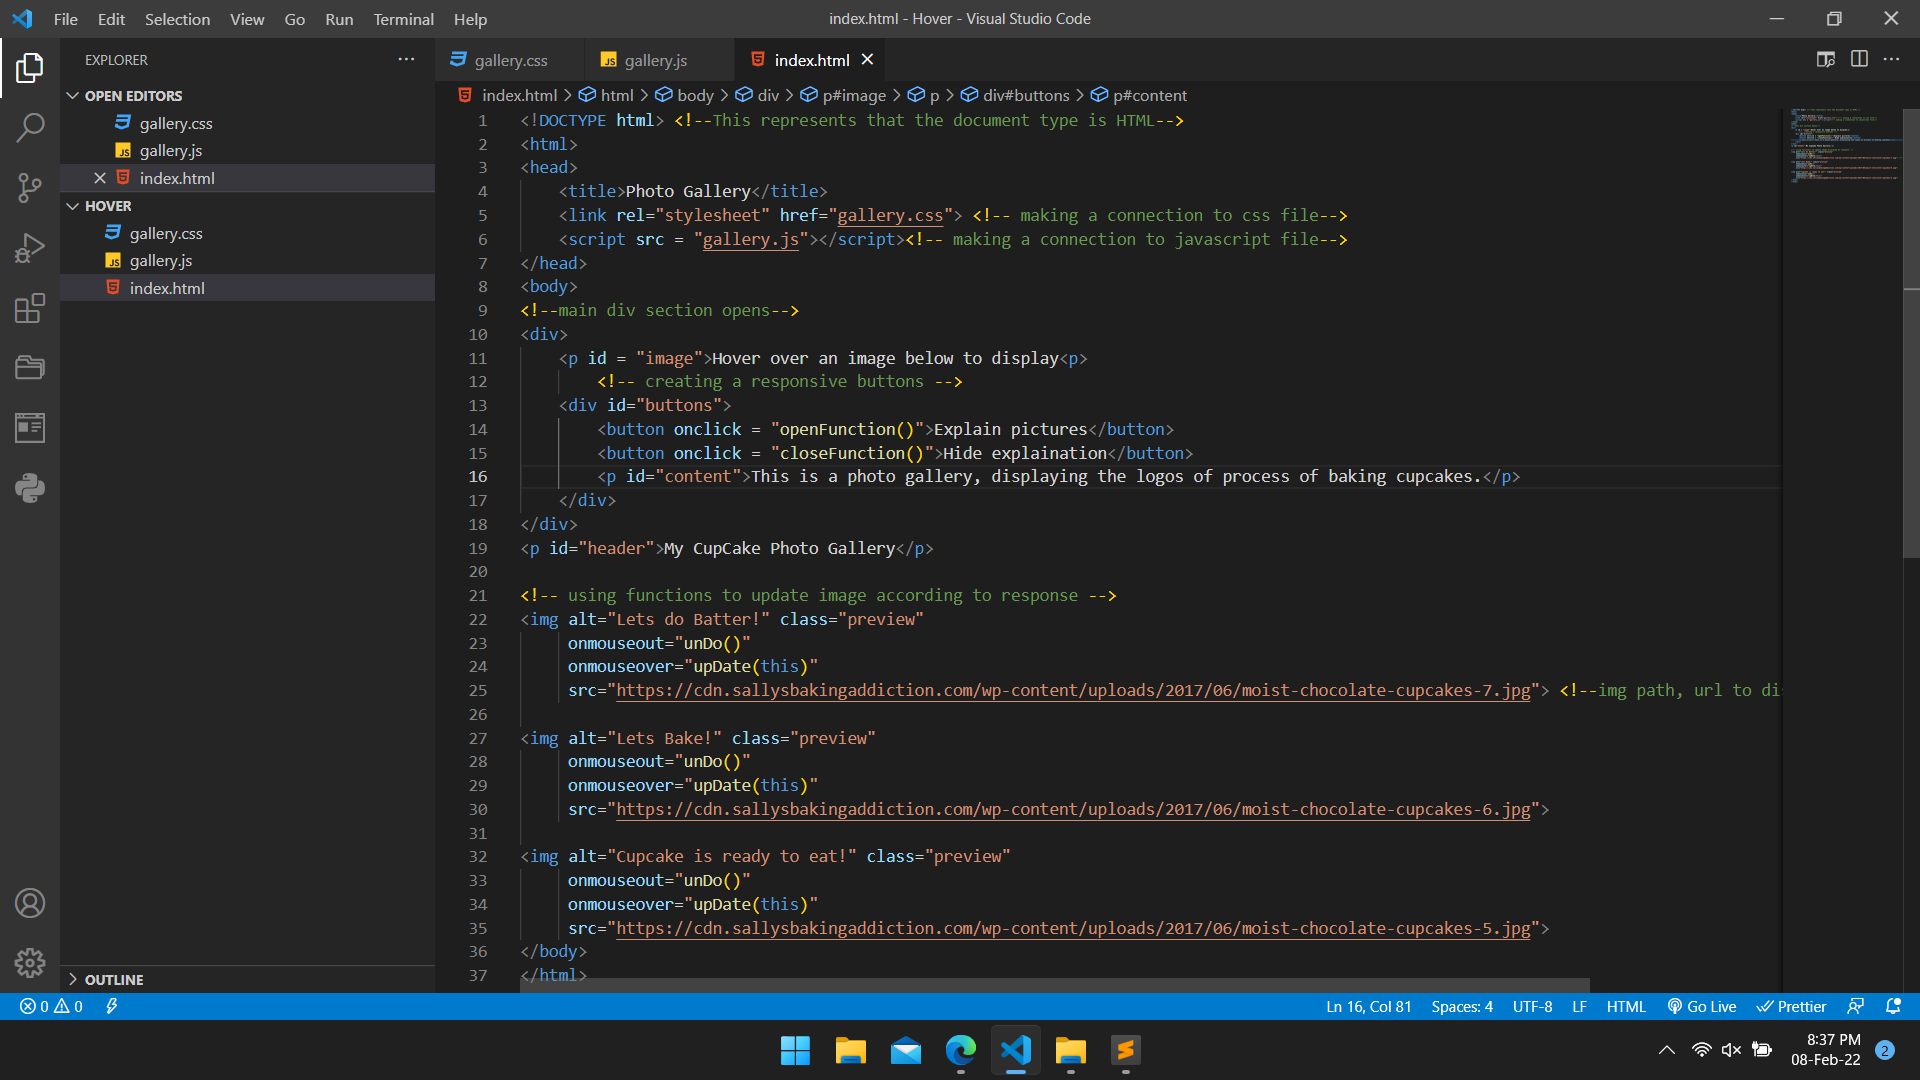 File Edit Selection View Go Run Terminal Help
index.html - Hover - Visual Studio Code
EXPLORER
OPEN EDITORS
gallery.css
JS gallery.js
index.html
HOVER
gallery.css
JS gallery.js
index.html
OUTLINE
gallery.css JS gallery.js index.html
index.html > html > body > div > p#image > p > div#buttons > p#content
1 <!DOCTYPE html> <!--This represents that the document type is HTML-->
2 <html>
3 <head>
4 <title>Photo Gallery</title>
5 <link rel="stylesheet" href="gallery.css"> <!-- making a connection to css file-->
6 <script src = "gallery.js"></script><!-- making a connection to javascript file-->
7 </head>
8 <body>
9 <!--main div section opens-->
10 <div>
11 <p id = "image">Hover over an image below to display<p>
12 <!-- creating a responsive buttons -->
13 <div id="buttons">
14 <button onclick = "openFunction()">Explain pictures</button>
15 <button onclick = "closeFunction()">Hide explaination</button>
16 <p id="content">This is a photo gallery, displaying the logos of process of baking cupcakes.</p>
17 </div>
18 </div>
19 <p id="header">My CupCake Photo Gallery</p>
20
21 <!-- using functions to update image according to response -->
22 <img alt="Lets do Batter!" class="preview"
23 onmouseout="unDo()"
24 onmouseover="upDate(this)"
25 src="https://cdn.sallysbakingaddiction.com/wp-content/uploads/2017/06/moist-chocolate-cupcakes-7.jpg"> <!--img path, url to di
26
27 <img alt="Lets Bake!" class="preview"
28 onmouseout="unDo()"
29 onmouseover="upDate(this)"
30 src="https://cdn.sallysbakingaddiction.com/wp-content/uploads/2017/06/moist-chocolate-cupcakes-6.jpg">
31
32 <img alt="Cupcake is ready to eat!" class="preview"
33 onmouseout="unDo()"
34 onmouseover="upDate(this)"
35 src="https://cdn.sallysbakingaddiction.com/wp-content/uploads/2017/06/moist-chocolate-cupcakes-5.jpg">
36 </body>
37 </html>
0 0
Ln 16, Col 81 Spaces: 4 UTF-8 LF HTML Go Live Prettier
8:37 PM
08-Feb-22
2